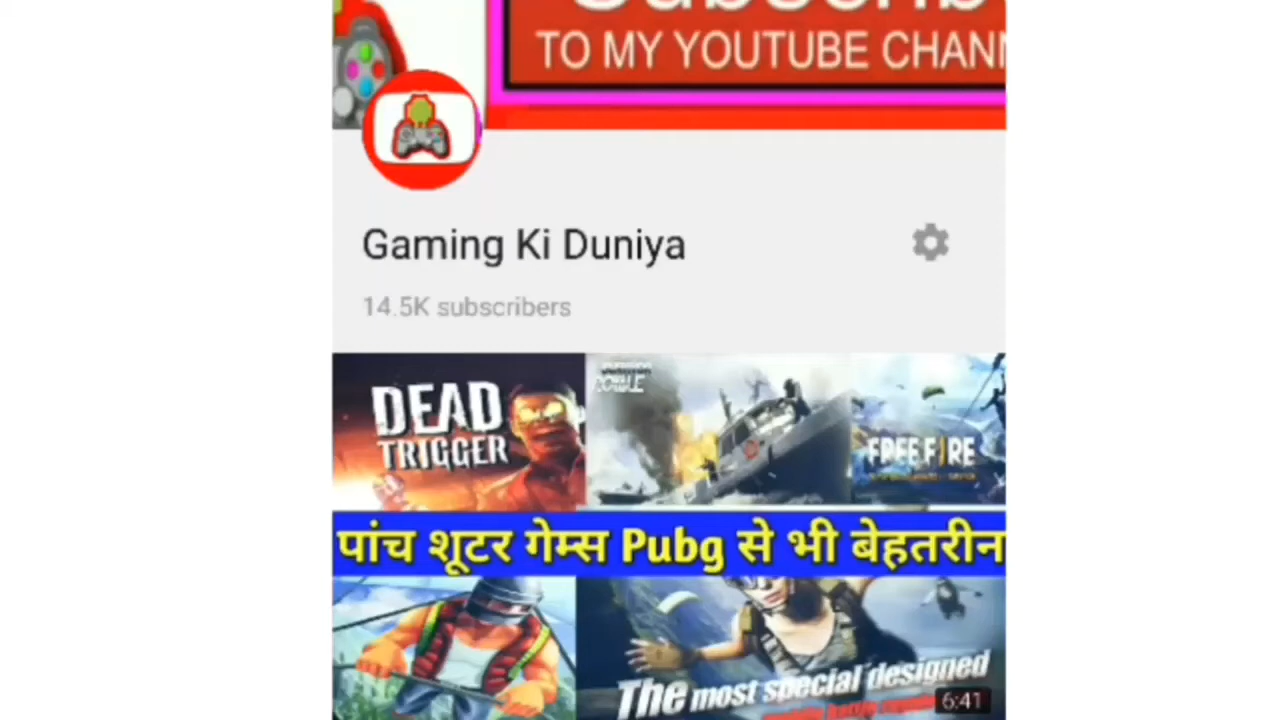 TO MY YOUTUBE CHANN
Gaming Ki Duniya
14.5K subscribers
DEAD
TRIGGER
ROYALE
FREE FIRE
पांच शूटर गेम्स Pubg से भी बेहतरीन
The most special designed
6:41